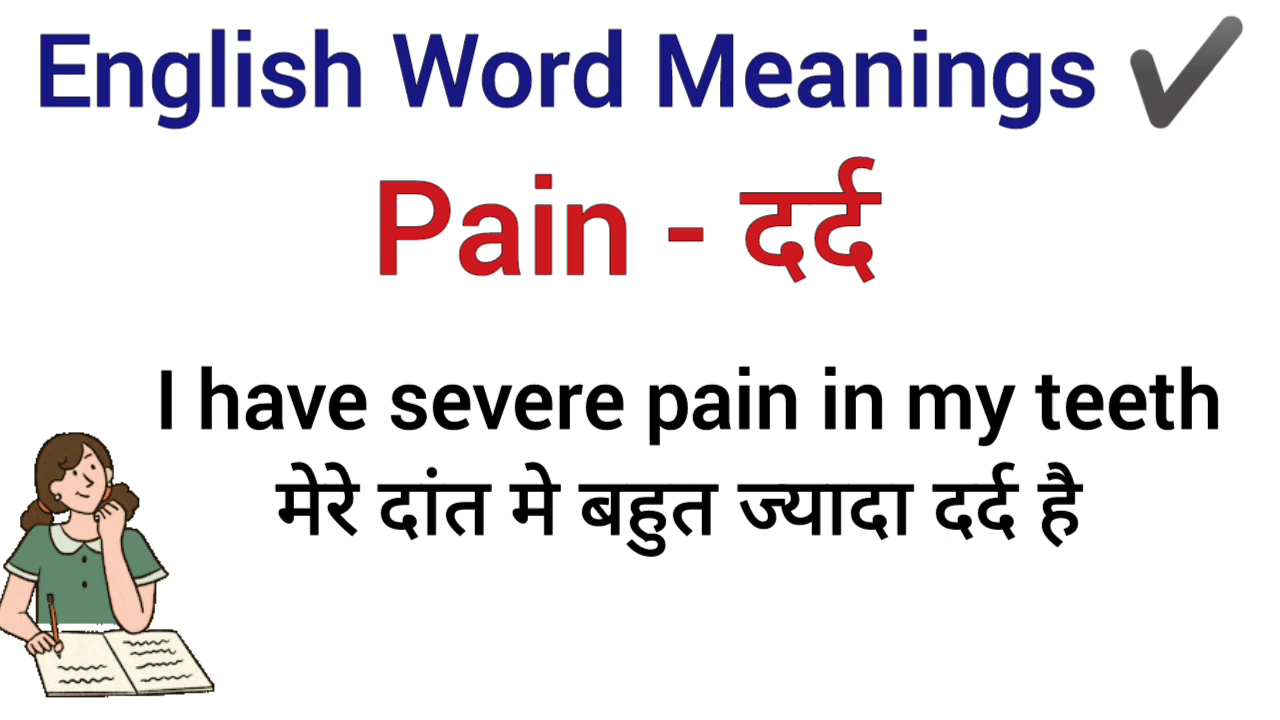 English Word Meanings ✔
Pain - दर्द
I have severe pain in my teeth
मेरे दांत मे बहुत ज्यादा दर्द है